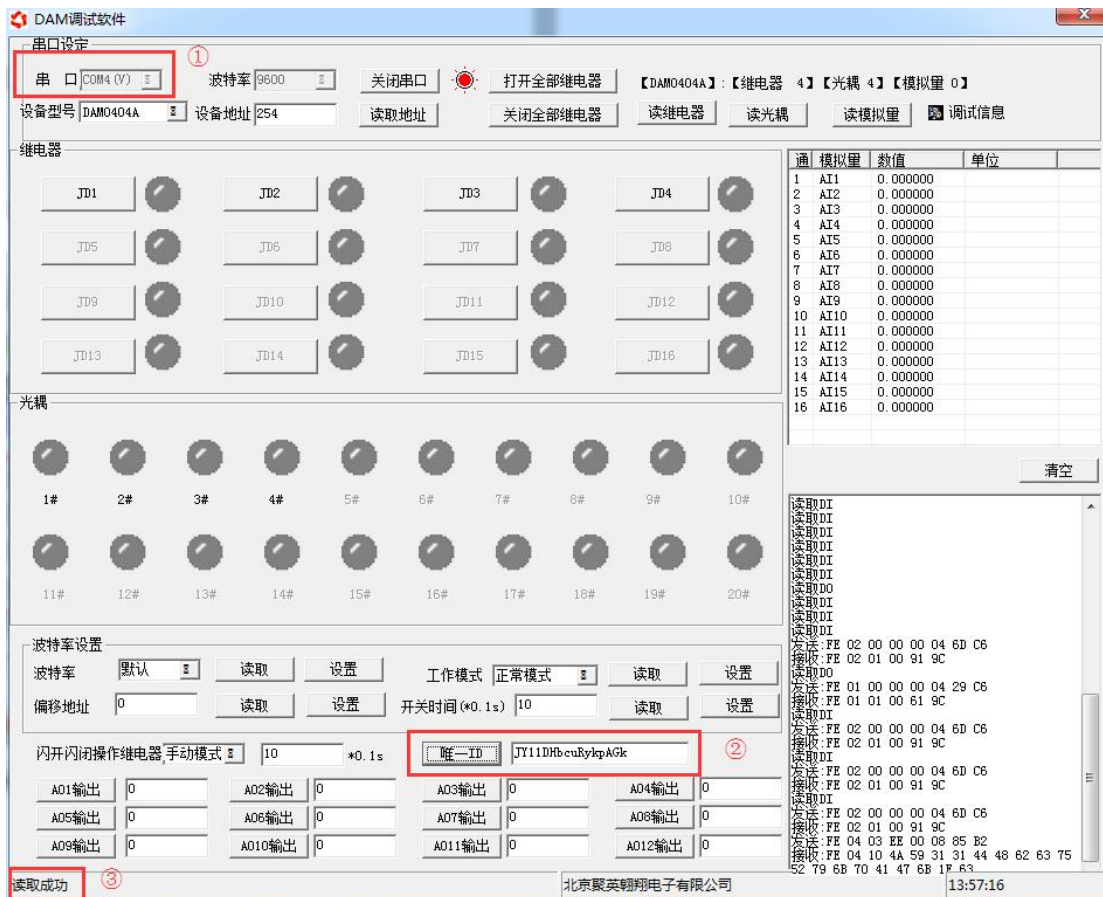 DAM调试软件
串口设定
①
串 口 COM4(V) 波特率 9600 关闭串口 打开全部继电器 【DAM0404A】:【继电器 4】【光耦 4】【模拟量 0】
设备型号 DAM0404A 设备地址 254 读取地址 关闭全部继电器 读继电器 读光耦 读模拟量 调试信息
继电器
JD1 JD2 JD3 JD4
JD5 JD6 JD7 JD8
JD9 JD10 JD11 JD12
JD13 JD14 JD15 JD16
通 模拟量 数值 单位
1 AI1 0.000000
2 AI2 0.000000
3 AI3 0.000000
4 AI4 0.000000
5 AI5 0.000000
6 AI6 0.000000
7 AI7 0.000000
8 AI8 0.000000
9 AI9 0.000000
10 AI10 0.000000
11 AI11 0.000000
12 AI12 0.000000
13 AI13 0.000000
14 AI14 0.000000
15 AI15 0.000000
16 AI16 0.000000
光耦
1# 2# 3# 4# 5# 6# 7# 8# 9# 10#
11# 12# 13# 14# 15# 16# 17# 18# 19# 20#
清空
读取DI
读取DI
读取DI
读取DI
读取DI
读取DI
读取DO
读取DI
读取DI
读取DI
发送:FE 02 00 00 00 04 6D C6
接收:FE 02 01 00 91 9C
读取DO
发送:FE 01 00 00 00 04 29 C6
接收:FE 01 01 00 61 9C
读取DI
发送:FE 02 00 00 00 04 6D C6
接收:FE 02 01 00 91 9C
读取DI
发送:FE 02 00 00 00 04 6D C6
接收:FE 02 01 00 91 9C
读取DI
发送:FE 02 00 00 00 04 6D C6
接收:FE 02 01 00 91 9C
发送:FE 04 03 EE 00 08 85 B2
接收:FE 04 10 4A 59 31 31 44 48 62 63 75
52 79 6B 70 41 47 6B 1F 63
波特率设置
波特率 默认 读取 设置 工作模式 正常模式 读取 设置
偏移地址 0 读取 设置 开关时间(*0.1s) 10 读取 设置
闪开闪闭操作继电器 手动模式 10 *0.1s 唯一ID JY11DHbcuRykpAGk ②
AO1输出 0 AO2输出 0 AO3输出 0 AO4输出 0
AO5输出 0 AO6输出 0 AO7输出 0 AO8输出 0
AO9输出 0 AO10输出 0 AO11输出 0 AO12输出 0
读取成功 ③ 北京聚英翱翔电子有限公司 13:57:16